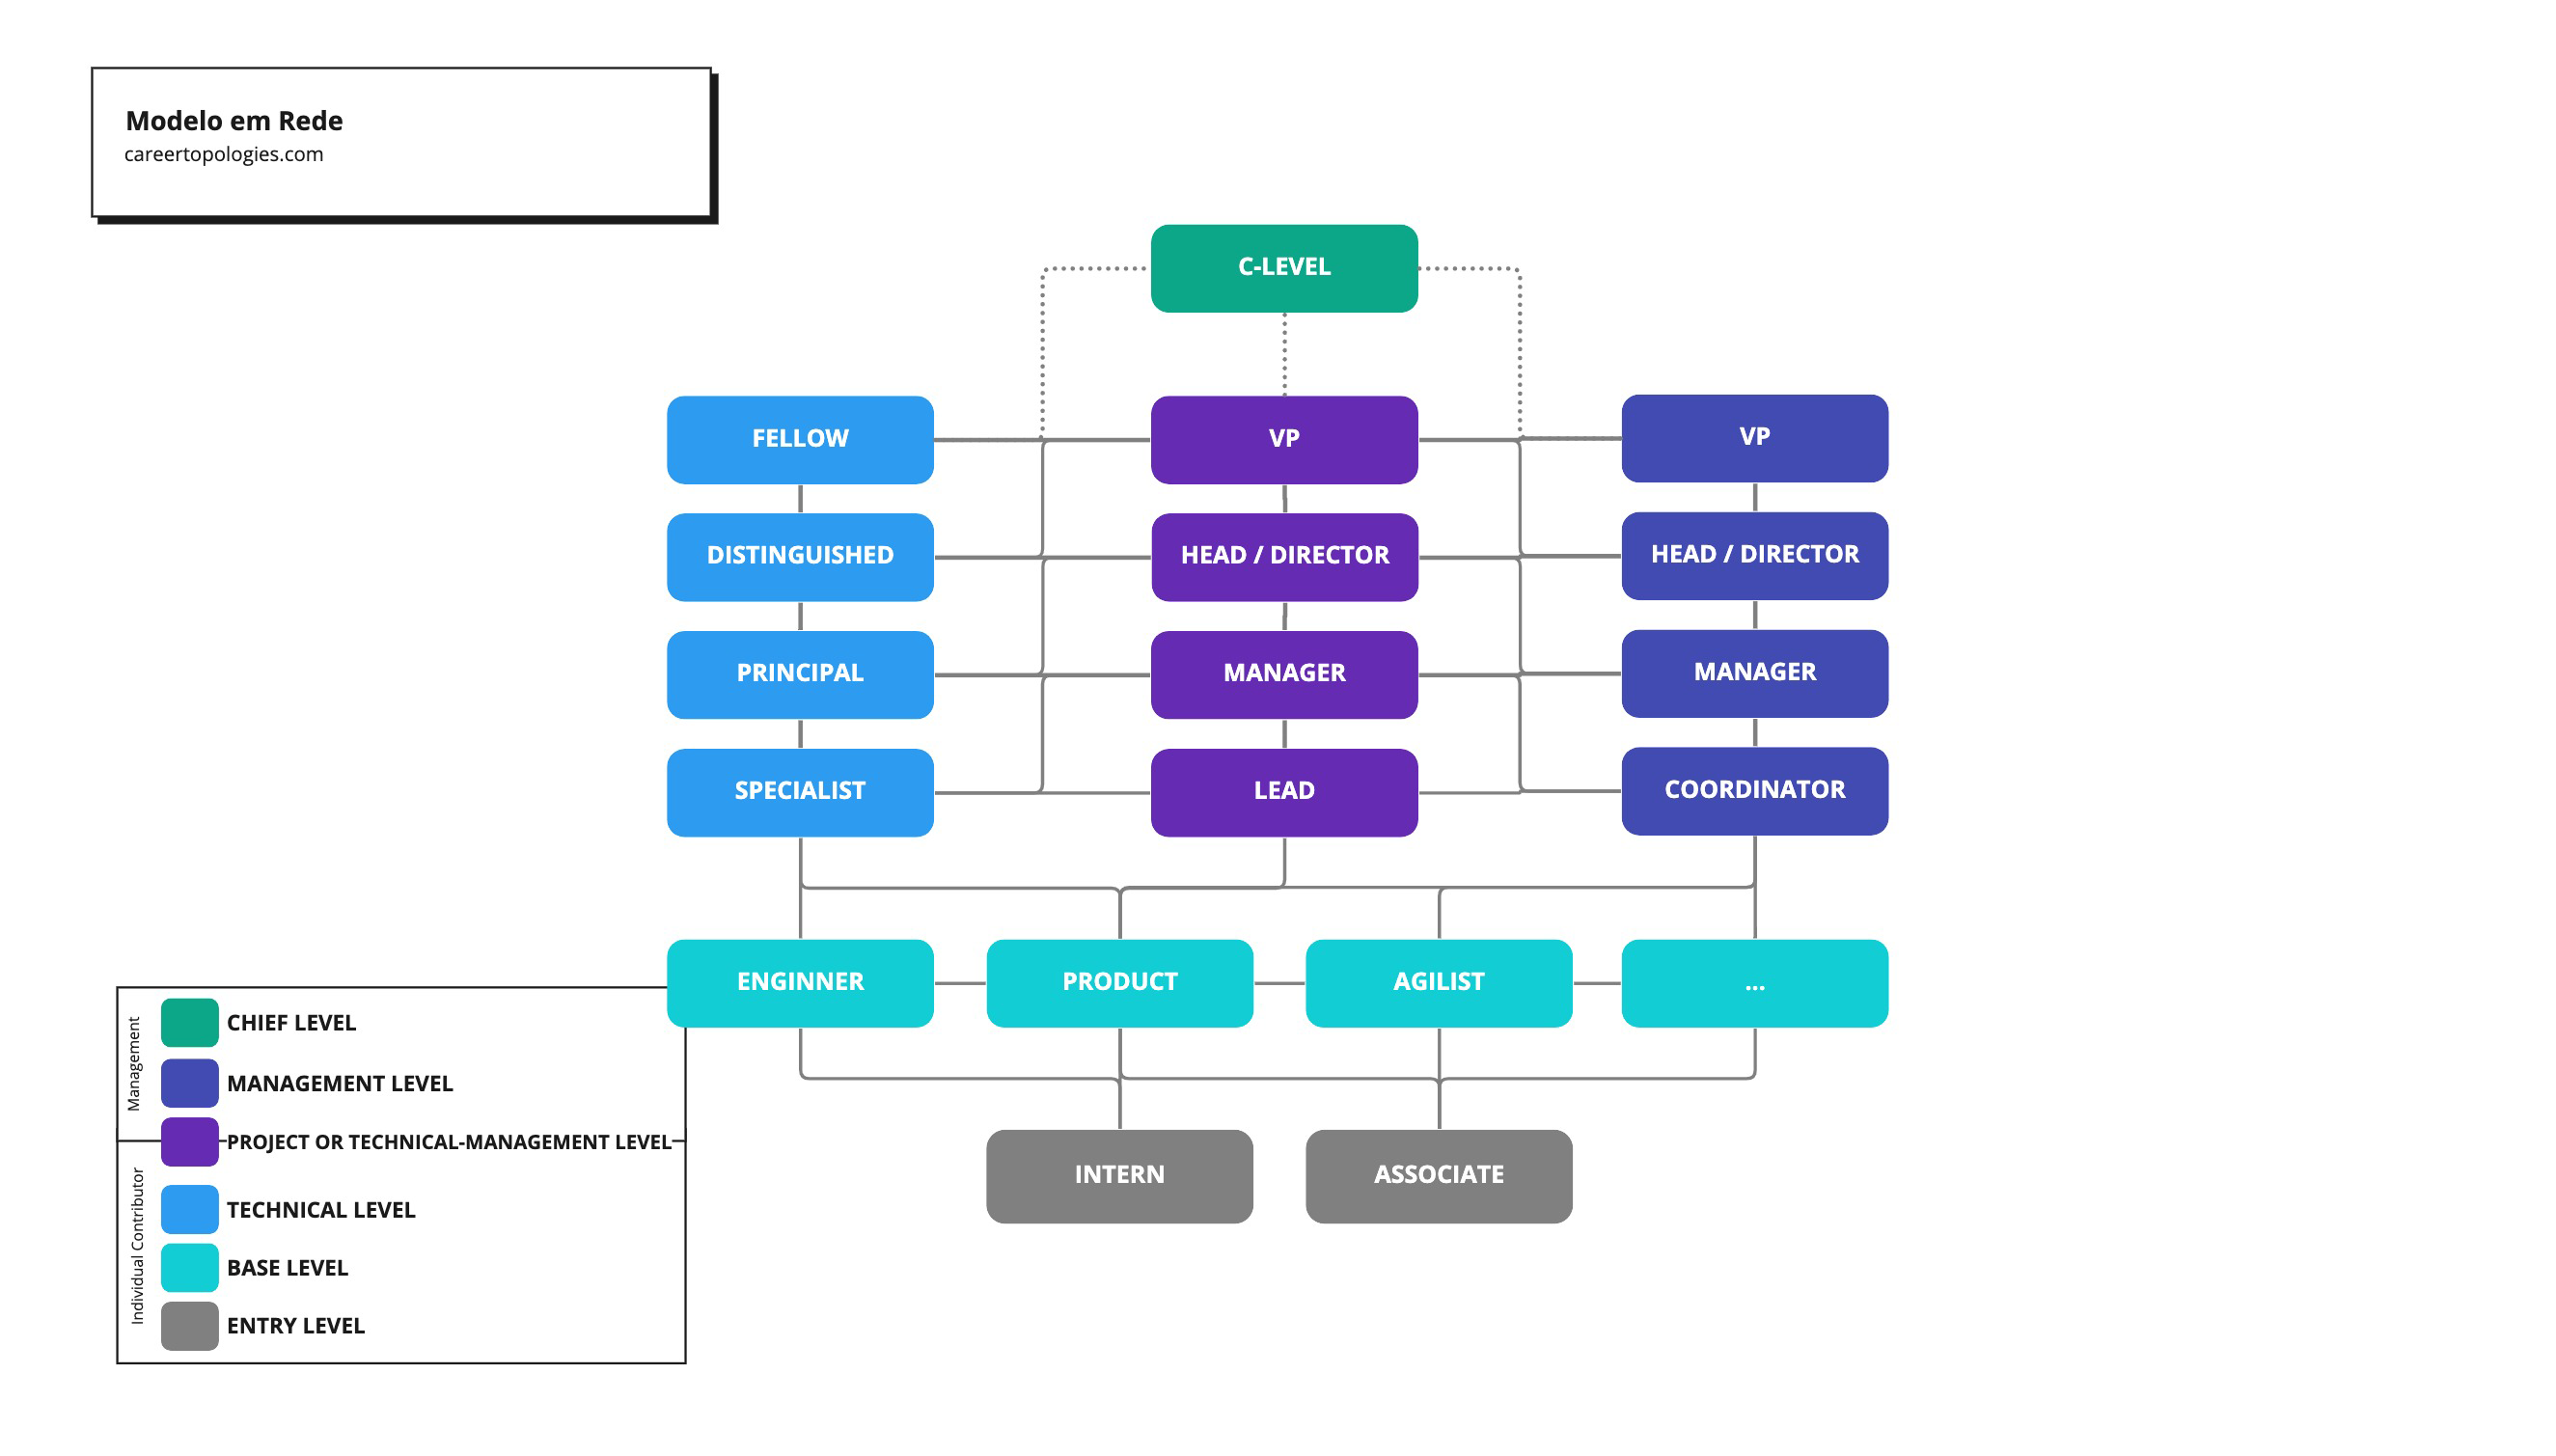 Modelo em Rede
careertopologies.com
C-LEVEL
FELLOW
VP
VP
DISTINGUISHED
HEAD / DIRECTOR
HEAD / DIRECTOR
PRINCIPAL
MANAGER
MANAGER
SPECIALIST
LEAD
COORDINATOR
ENGINNER
PRODUCT
AGILIST
...
INTERN
ASSOCIATE
Management
CHIEF LEVEL
MANAGEMENT LEVEL
PROJECT OR TECHNICAL-MANAGEMENT LEVEL
Individual Contributor
TECHNICAL LEVEL
BASE LEVEL
ENTRY LEVEL